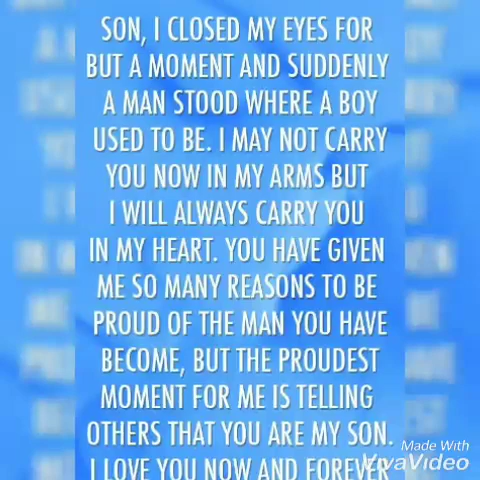 SON, I CLOSED MY EYES FOR
BUT A MOMENT AND SUDDENLY
A MAN STOOD WHERE A BOY
USED TO BE. I MAY NOT CARRY
YOU NOW IN MY ARMS BUT
I WILL ALWAYS CARRY YOU
IN MY HEART. YOU HAVE GIVEN
ME SO MANY REASONS TO BE
PROUD OF THE MAN YOU HAVE
BECOME, BUT THE PROUDEST
MOMENT FOR ME IS TELLING
OTHERS THAT YOU ARE MY SON.
I LOVE YOU NOW AND FOREVER
Made With
VivaVideo